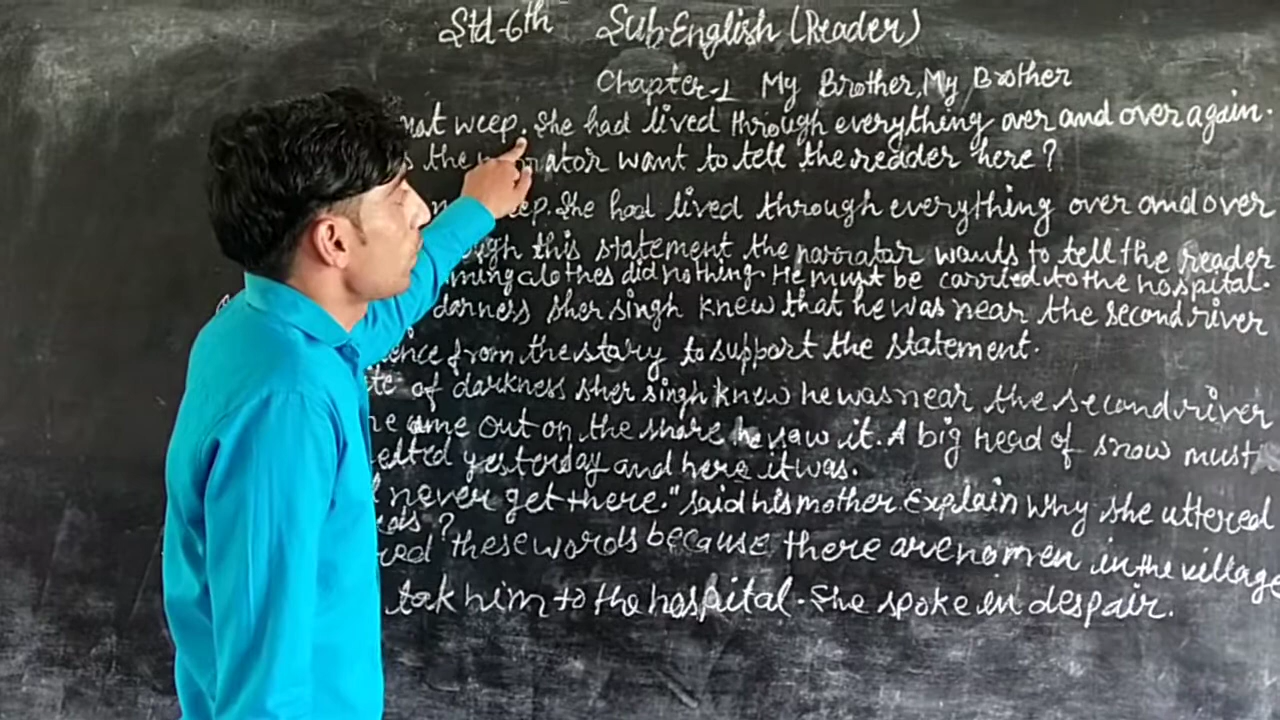 Std-6th Sub-English (Reader)
Chapter-1 My Brother, My Brother
not weep. She had lived through everything over and over again.
the want to tell the reader here?
She had lived through everything over and over
this statement the narrator wants to tell the reader
clothes did nothing. He must be carried to the hospital.
darkness sher singh knew that he was near the second river
from the story to support the statement.
of darkness sher singh knew he was near the second river
came out on the shore he saw it. A big head of snow must
yesterday and here it was.
never get there." Said his mother. Explain why she uttered
?
these words because there are no men in the village
tak him to the hospital. She spoke in despair.